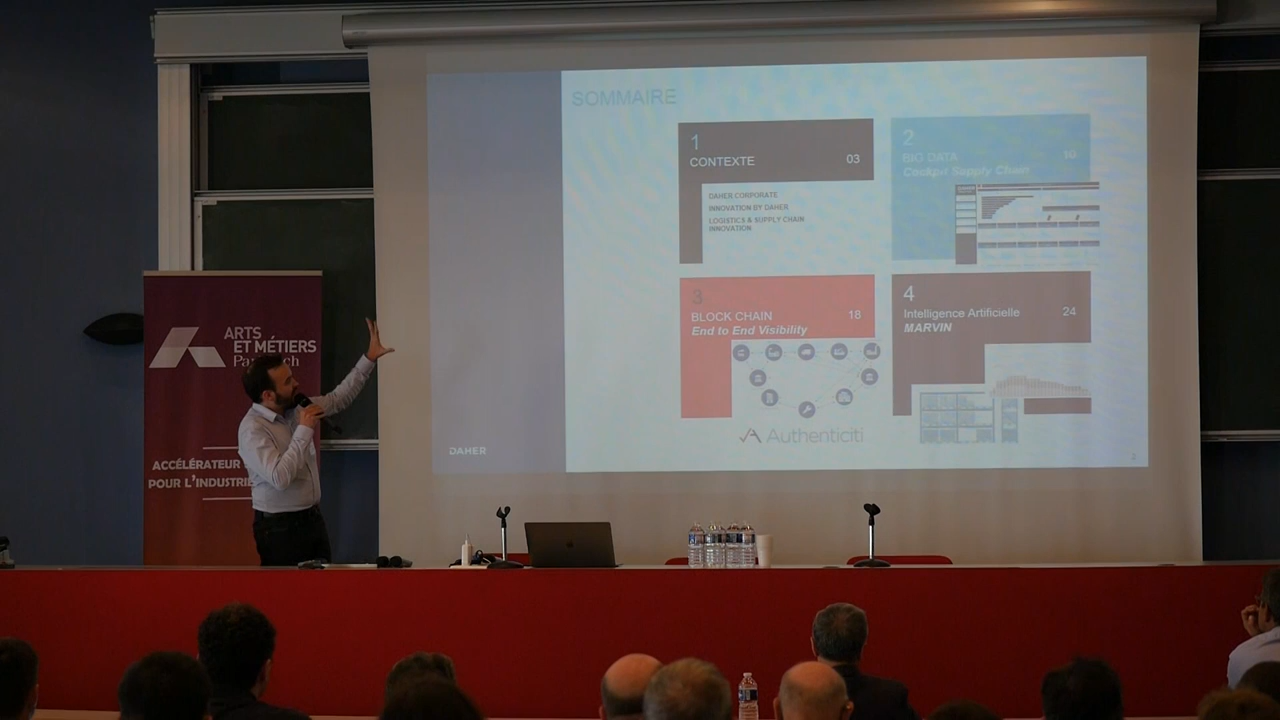 SOMMAIRE
1
CONTEXTE 03
DAHER CORPORATE
INNOVATION BY DAHER
LOGISTICS & SUPPLY CHAIN
INNOVATION
2
BIG DATA 10
Cockpit Supply Chain
3
BLOCK CHAIN 18
End to End Visibility
Authenticiti
4
Intelligence Artificielle 24
MARVIN
DAHER
2
ARTS
ET MÉTIERS
ACCÉLÉRATEUR
POUR L'INDUSTRIE